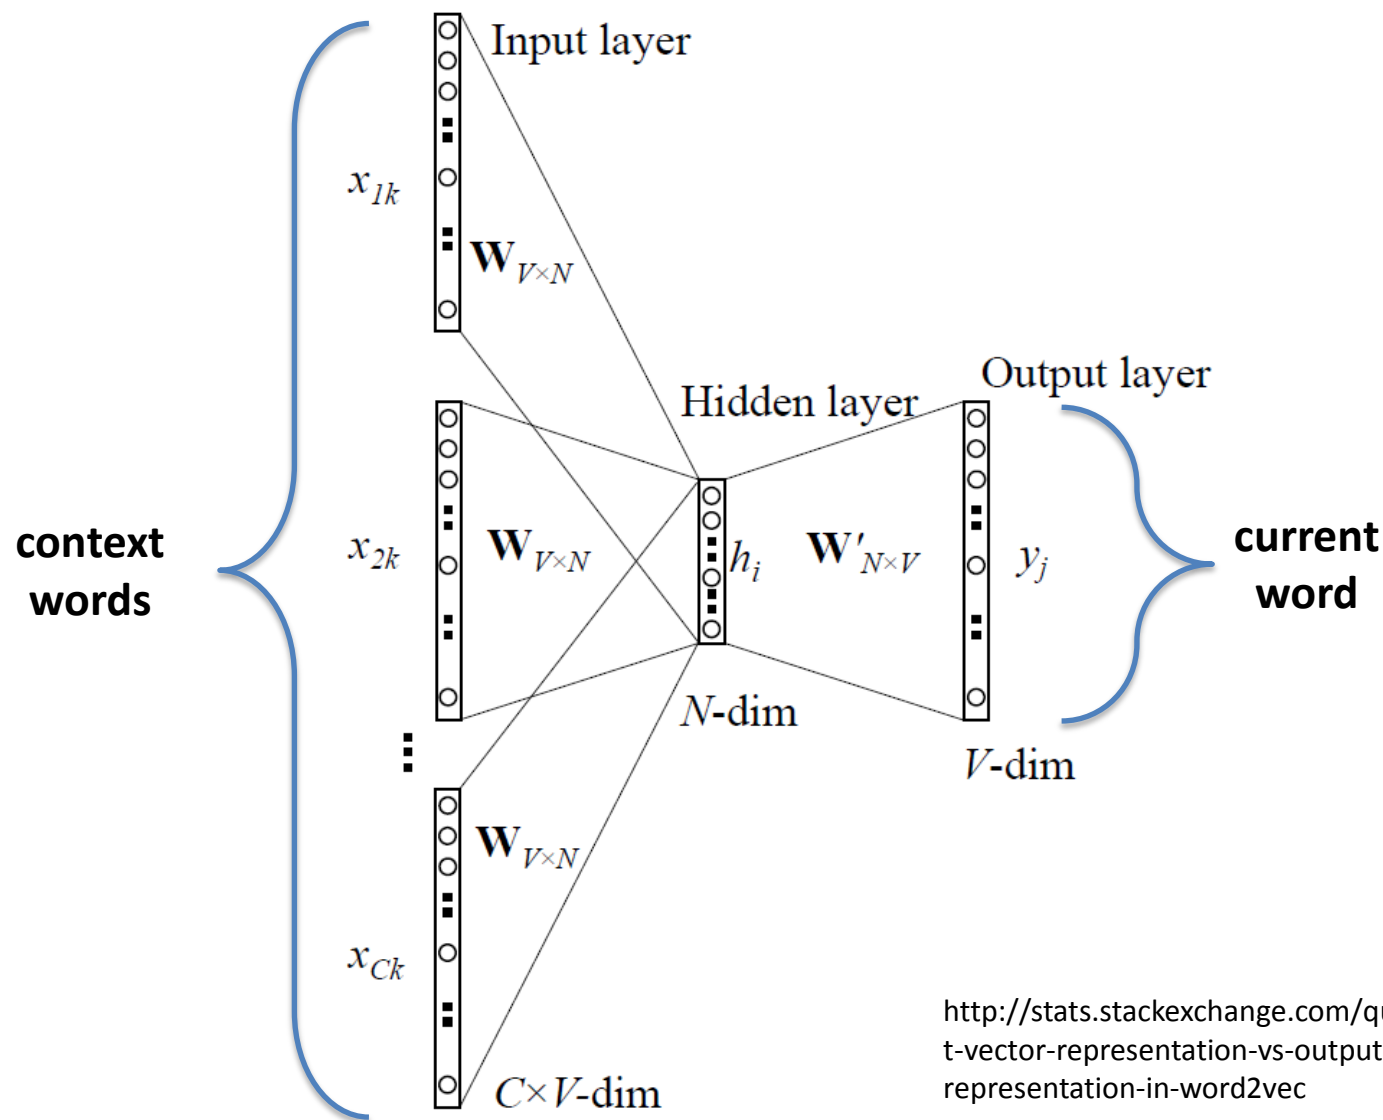 Input layer
x1k
WV×N
Hidden layer
Output layer
context
words
x2k
WV×N
hi
W'N×V
yj
current
word
N-dim
V-dim
WV×N
xCk
C×V-dim
http://stats.stackexchange.com/qu
t-vector-representation-vs-output
representation-in-word2vec